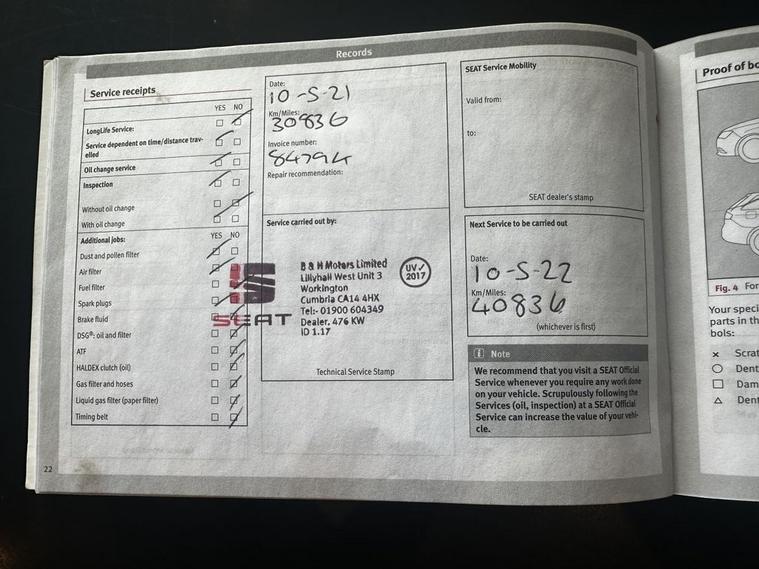 Records
Service receipts
YES NO
LongLife Service:
Service dependent on time/distance trav-
elled
Oil change service
Inspection
Without oil change
With oil change
Additional jobs:
YES NO
Dust and pollen filter
Air filter
Fuel filter
Spark plugs
Brake fluid
DSG®: oil and filter
ATF
HALDEX clutch (oil)
Gas filter and hoses
Liquid gas filter (paper filter)
Timing belt
22
Date:
10-5-21
Km/Miles:
30836
Invoice number:
84794
Repair recommendation:
Service carried out by:
SEAT
B & H Motors Limited
Lillyhall West Unit 3
Workington
Cumbria CA14 4HX
Tel:- 01900 604349
Dealer, 476 KW
ID 1.17
UV✓
2017
Technical Service Stamp
SEAT Service Mobility
Valid from:
to:
SEAT dealer's stamp
Next Service to be carried out
Date:
10-5-22
Km/Miles:
40836
(whichever is first)
i Note
We recommend that you visit a SEAT Official
Service whenever you require any work done
on your vehicle. Scrupulously following the
Services (oil, inspection) at a SEAT Official
Service can increase the value of your vehi-
cle.
Proof of bo
Fig. 4 For
Your speci
parts in th
bols:
× Scrat
○ Dent
□ Dam
△ Dent